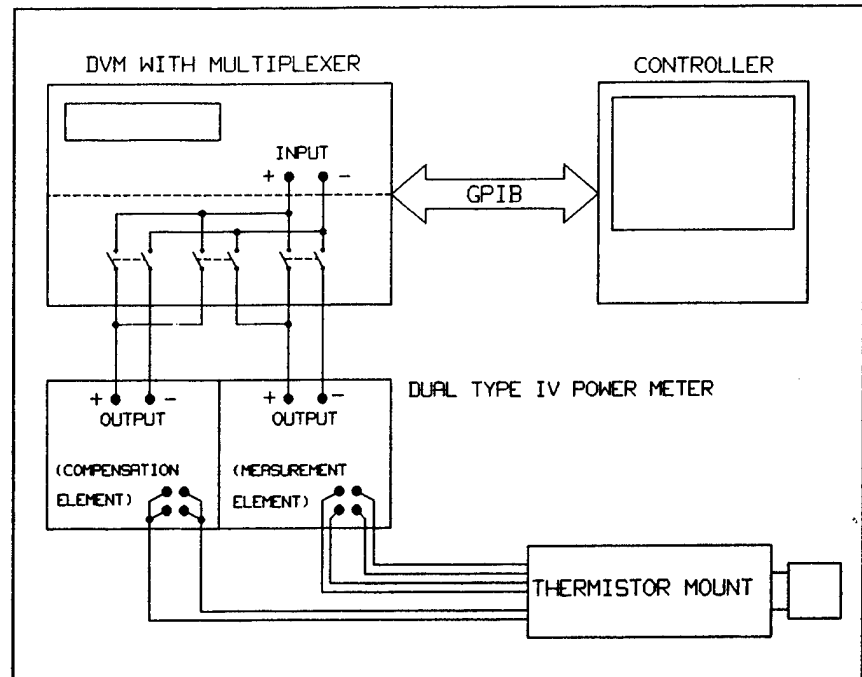 DVM WITH MULTIPLEXER
CONTROLLER
INPUT
+ -
GPIB
DUAL TYPE IV POWER METER
+ -
OUTPUT
+ -
OUTPUT
(COMPENSATION
ELEMENT)
(MEASUREMENT
ELEMENT)
THERMISTOR MOUNT